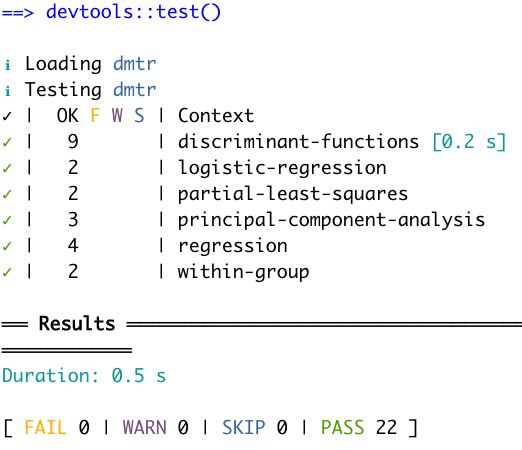 ==> devtools::test()
ℹ Loading dmtr
ℹ Testing dmtr
✓ | OK F W S | Context
✓ | 9 | discriminant-functions [0.2 s]
✓ | 2 | logistic-regression
✓ | 2 | partial-least-squares
✓ | 3 | principal-component-analysis
✓ | 4 | regression
✓ | 2 | within-group
══ Results ═══════════════════════════════
══════════
Duration: 0.5 s
[ FAIL 0 | WARN 0 | SKIP 0 | PASS 22 ]